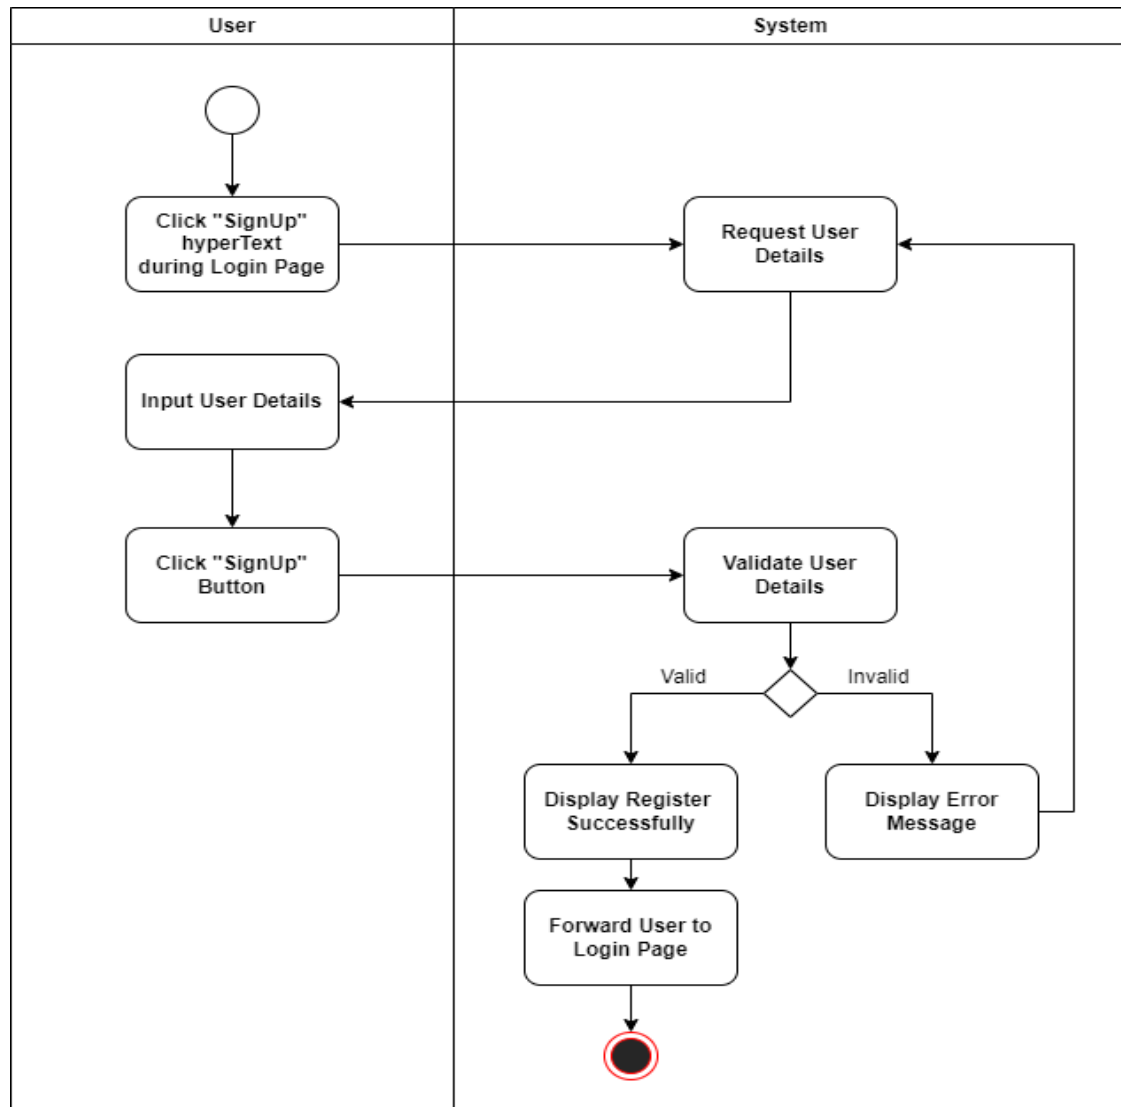 User
System
Click "SignUp"
hyperText
during Login Page
Request User
Details
Input User Details
Click "SignUp"
Button
Validate User
Details
Valid
Invalid
Display Register
Successfully
Display Error
Message
Forward User to
Login Page